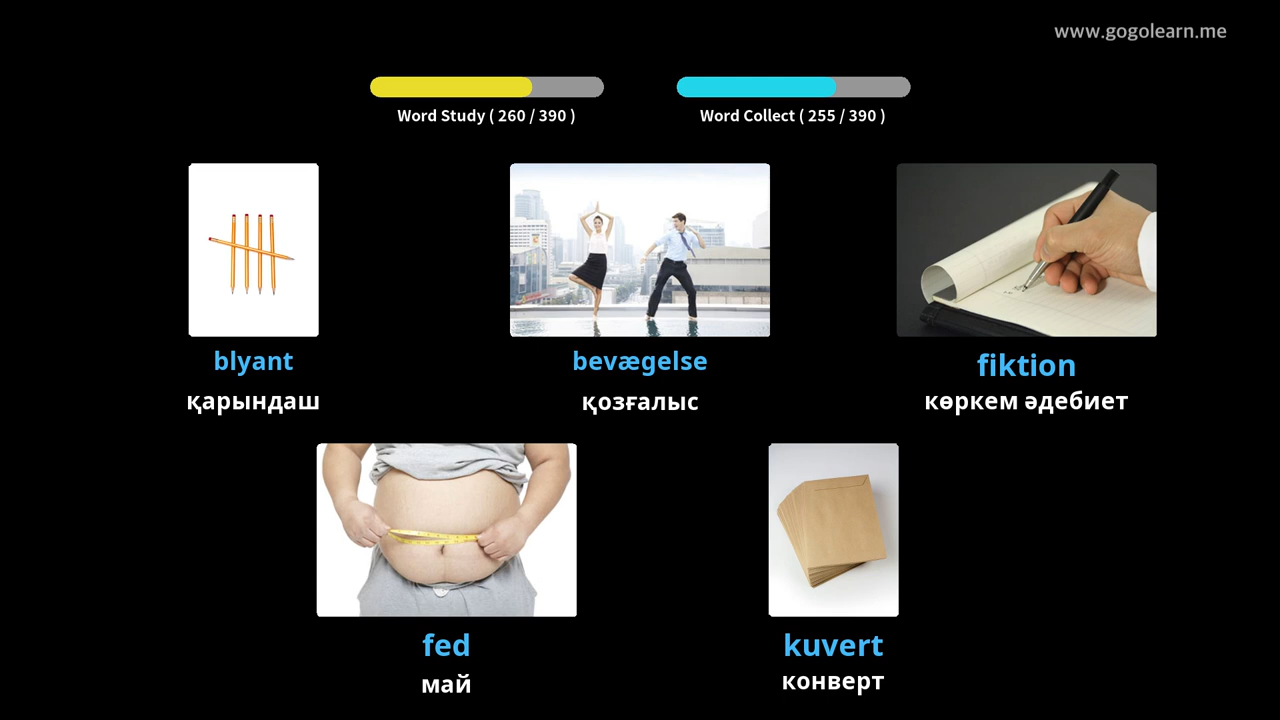 www.gogolearn.me
Word Study ( 260 / 390 )
Word Collect ( 255 / 390 )
blyant
қарындаш
bevægelse
қозғалыс
fiktion
көркем әдебиет
fed
май
kuvert
конверт